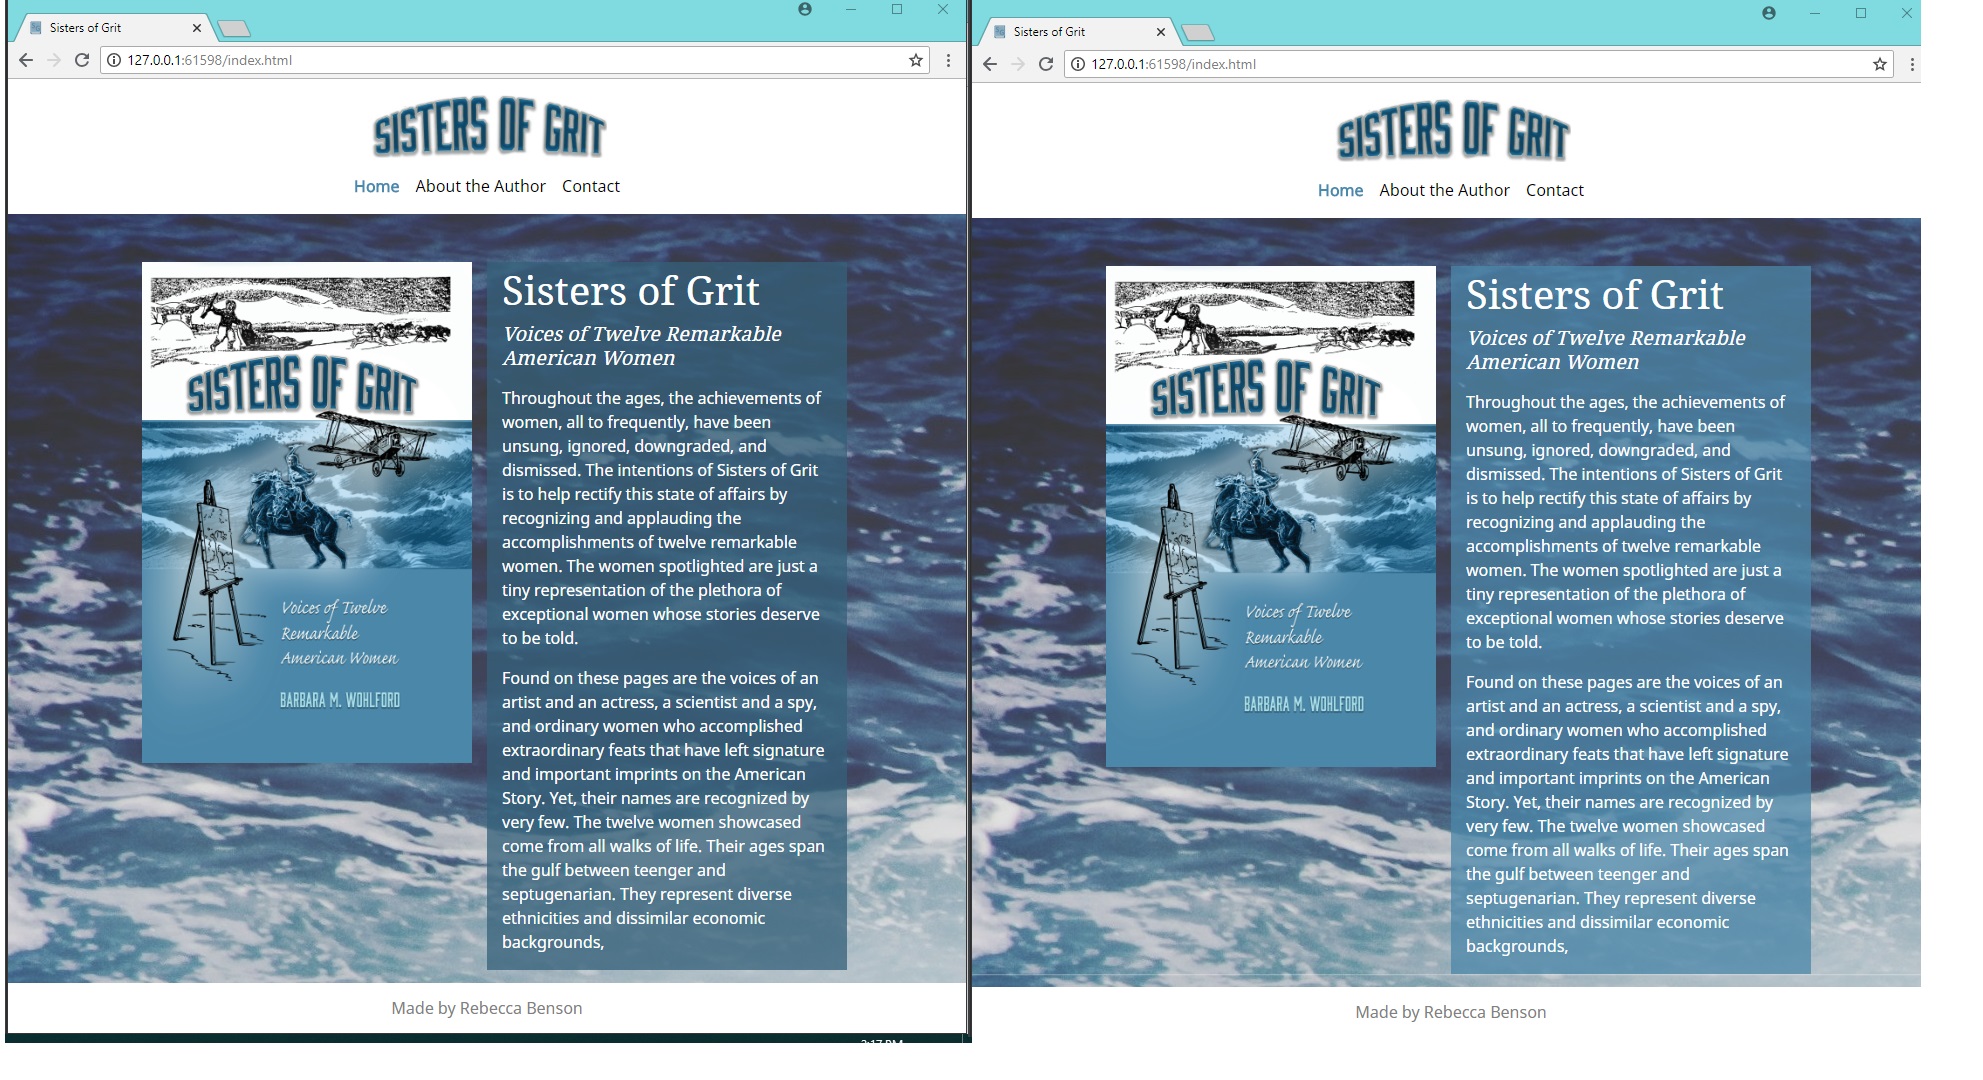 Sisters of Grit
127.0.0.1:61598/index.html
SISTERS OF GRIT
Home About the Author Contact
SISTERS OF GRIT
Voices of Twelve
Remarkable
American Women
BARBARA M. WOHLFORD
Sisters of Grit
Voices of Twelve Remarkable
American Women
Throughout the ages, the achievements of
women, all to frequently, have been
unsung, ignored, downgraded, and
dismissed. The intentions of Sisters of Grit
is to help rectify this state of affairs by
recognizing and applauding the
accomplishments of twelve remarkable
women. The women spotlighted are just a
tiny representation of the plethora of
exceptional women whose stories deserve
to be told.
Found on these pages are the voices of an
artist and an actress, a scientist and a spy,
and ordinary women who accomplished
extraordinary feats that have left signature
and important imprints on the American
Story. Yet, their names are recognized by
very few. The twelve women showcased
come from all walks of life. Their ages span
the gulf between teenger and
septugenarian. They represent diverse
ethnicities and dissimilar economic
backgrounds,
Made by Rebecca Benson
Sisters of Grit
127.0.0.1:61598/index.html
SISTERS OF GRIT
Home About the Author Contact
SISTERS OF GRIT
Voices of Twelve
Remarkable
American Women
BARBARA M. WOHLFORD
Sisters of Grit
Voices of Twelve Remarkable
American Women
Throughout the ages, the achievements of
women, all to frequently, have been
unsung, ignored, downgraded, and
dismissed. The intentions of Sisters of Grit
is to help rectify this state of affairs by
recognizing and applauding the
accomplishments of twelve remarkable
women. The women spotlighted are just a
tiny representation of the plethora of
exceptional women whose stories deserve
to be told.
Found on these pages are the voices of an
artist and an actress, a scientist and a spy,
and ordinary women who accomplished
extraordinary feats that have left signature
and important imprints on the American
Story. Yet, their names are recognized by
very few. The twelve women showcased
come from all walks of life. Their ages span
the gulf between teenger and
septugenarian. They represent diverse
ethnicities and dissimilar economic
backgrounds,
Made by Rebecca Benson